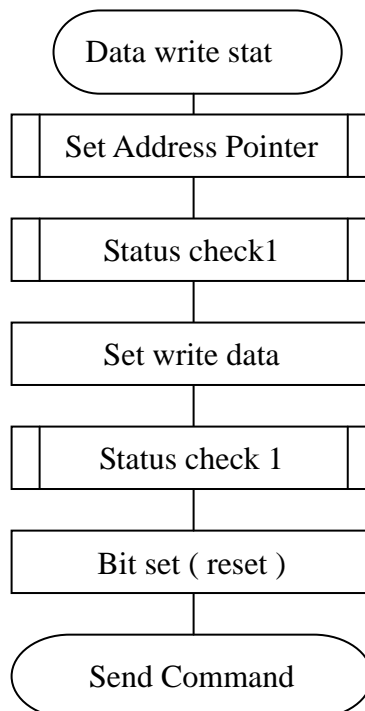 Data write stat
Set Address Pointer
Status check1
Set write data
Status check 1
Bit set ( reset )
Send Command